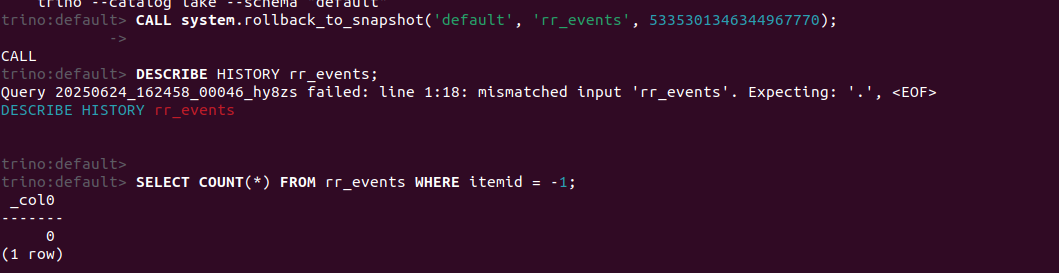 trino --catalog lake --schema "default"
trino:default> CALL system.rollback_to_snapshot('default', 'rr_events', 5335301346344967770);
->
CALL
trino:default> DESCRIBE HISTORY rr_events;
Query 20250624_162458_00046_hy8zs failed: line 1:18: mismatched input 'rr_events'. Expecting: '.', <EOF>
DESCRIBE HISTORY rr_events
trino:default>
trino:default> SELECT COUNT(*) FROM rr_events WHERE itemid = -1;
_col0
-------
0
(1 row)